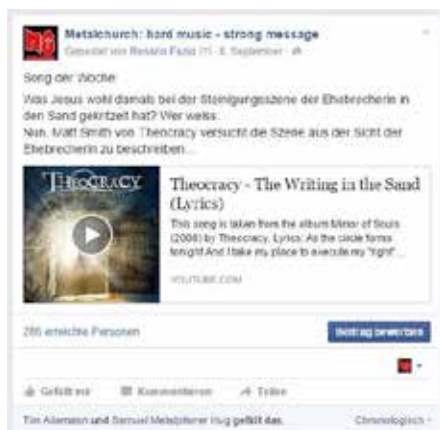 Metalchurch: hard music - strong message
Gepostet von Rosario Fazio [?] · 8. September ·
Song der Woche
Was Jesus wohl damals bei der Steinigungsszene der Ehebrecherin in
den Sand gekritzelt hat? Wer weiss.
Nun, Matt Smith von Theocracy versucht die Szene aus der Sicht der
Ehebrecherin zu beschreiben...
THEOCRACY
Theocracy - The Writing in the Sand
(Lyrics)
This song is taken from the album Mirror of Souls
(2008) by Theocracy. Lyrics: As the circle forms
tonight And I take my place to execute my "right"...
YOUTUBE.COM
286 erreichte Personen
Beitrag bewerben
Gefällt mir
Kommentieren
Teilen
Tim Allemann und Samuel Hug gefällt das.
Chronologisch